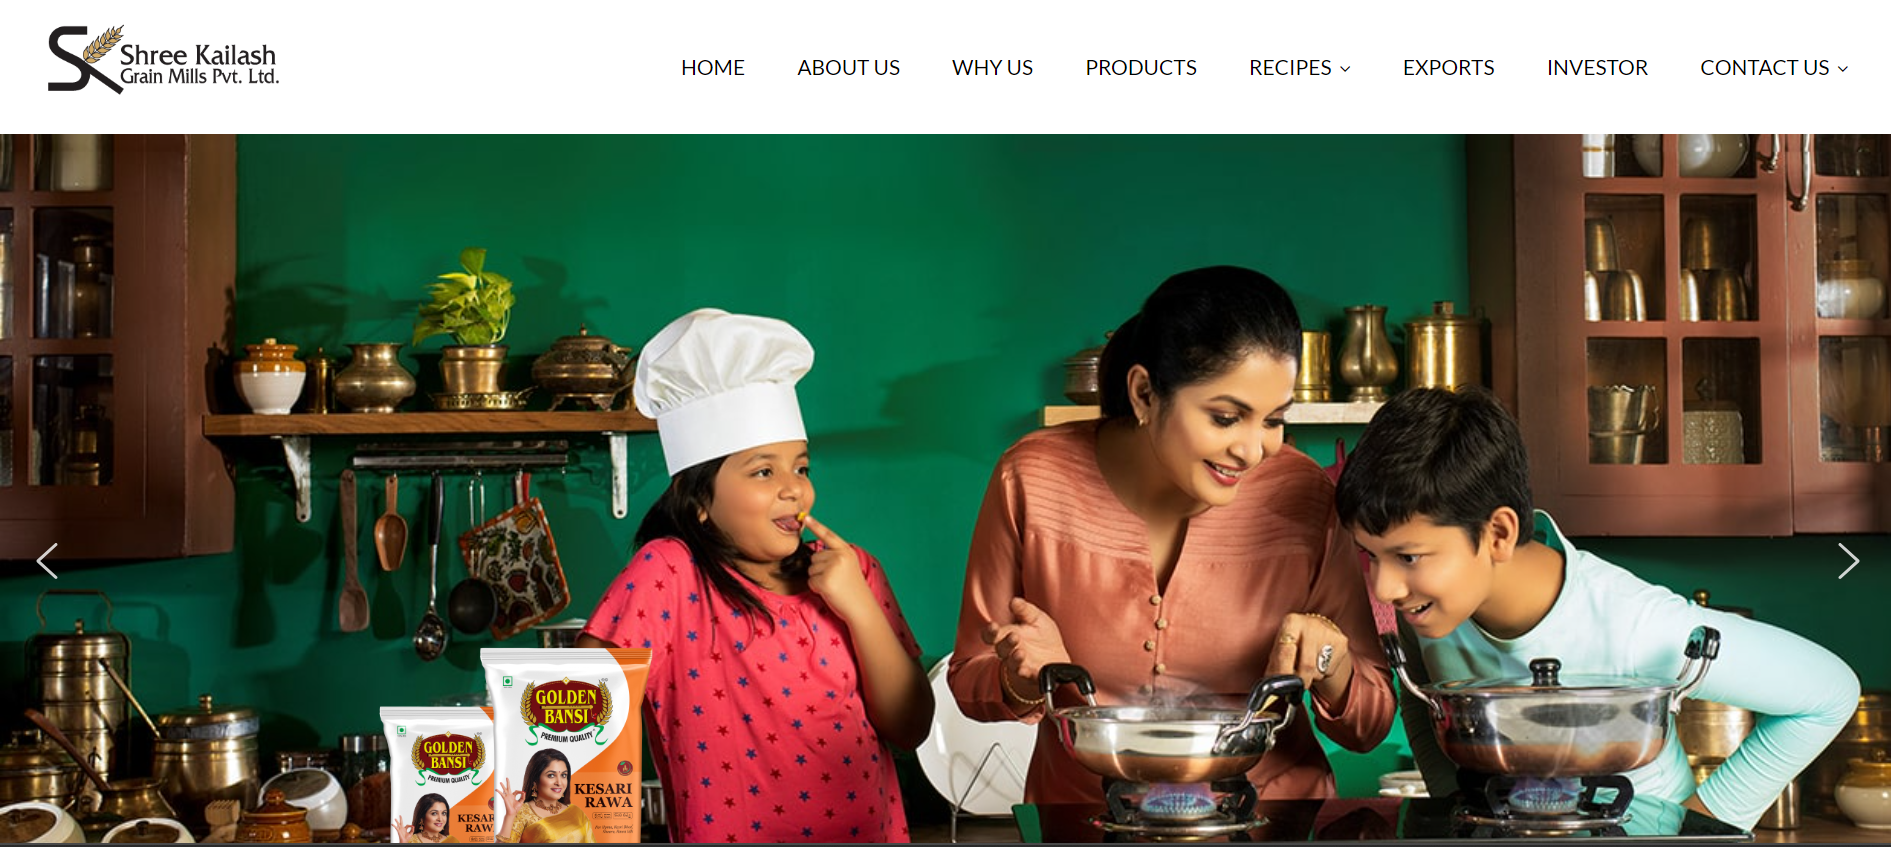 Shree Kailash
Grain Mills Pvt. Ltd.
HOME ABOUT US WHY US PRODUCTS RECIPES EXPORTS INVESTOR CONTACT US
GOLDEN
BANSI
PREMIUM QUALITY
KESARI
RAWA
GOLDEN
BANSI
PREMIUM QUALITY
KESAR
RAW